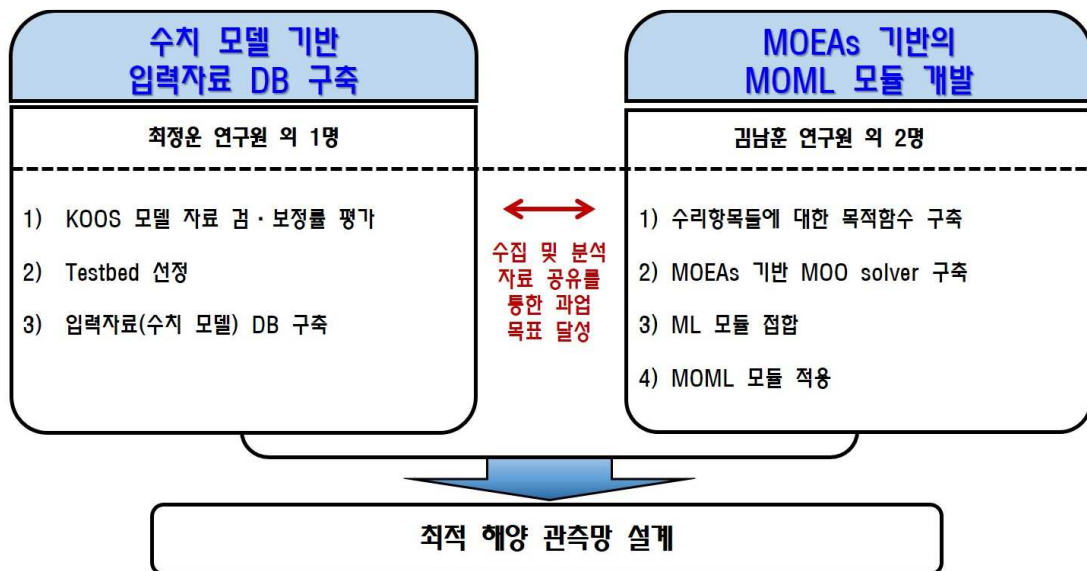 수치 모델 기반
입력자료 DB 구축
최정운 연구원 외 1명
1) KOOS 모델 자료 검·보정률 평가
2) Testbed 선정
3) 입력자료(수치 모델) DB 구축
수집 및 분석
자료 공유를
통한 과업
목표 달성
MOEAs 기반의
MOML 모듈 개발
김남훈 연구원 외 2명
1) 수리항목들에 대한 목적함수 구축
2) MOEAs 기반 MOO solver 구축
3) ML 모듈 접합
4) MOML 모듈 적용
최적 해양 관측망 설계